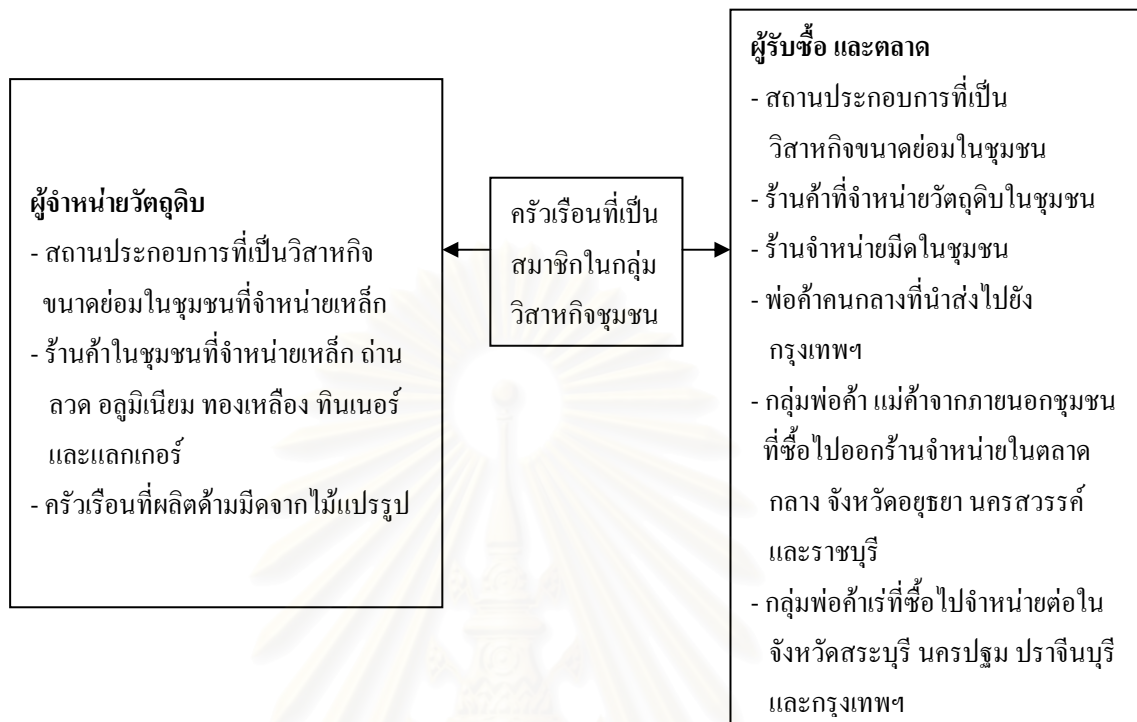 ผู้จำหน่ายวัตถุดิบ
- สถานประกอบการที่เป็นวิสาหกิจ
ขนาดย่อมในชุมชนที่จำหน่ายเหล็ก
- ร้านค้าในชุมชนที่จำหน่ายเหล็ก ถ่าน
ลวด อลูมิเนียม ทองเหลือง ทินเนอร์
และแลกเกอร์
- ครัวเรือนที่ผลิตด้ามมีดจากไม้แปรรูป
ครัวเรือนที่เป็น
สมาชิกในกลุ่ม
วิสาหกิจชุมชน
ผู้รับซื้อ และตลาด
- สถานประกอบการที่เป็น
วิสาหกิจขนาดย่อมในชุมชน
- ร้านค้าที่จำหน่ายวัตถุดิบในชุมชน
- ร้านจำหน่ายมีดในชุมชน
- พ่อค้าคนกลางที่นำส่งไปยัง
กรุงเทพฯ
- กลุ่มพ่อค้า แม่ค้าจากภายนอกชุมชน
ที่ซื้อไปออกร้านจำหน่ายในตลาด
กลาง จังหวัดอยุธยา นครสวรรค์
และราชบุรี
- กลุ่มพ่อค้าเร่ที่ซื้อไปจำหน่ายต่อใน
จังหวัดสระบุรี นครปฐม ปราจีนบุรี
และกรุงเทพฯ